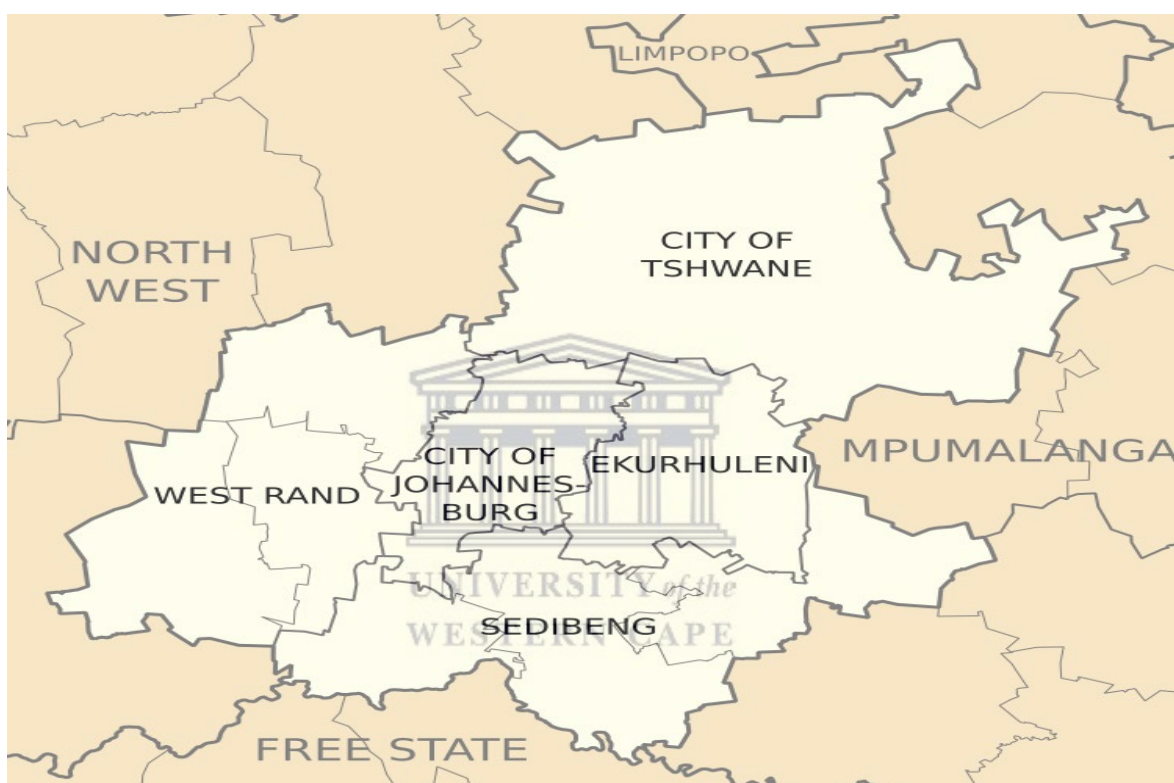 LIMPOPO
NORTH
WEST
CITY OF
TSHWANE
MPUMALANGA
CITY OF
JOHANNES-
BURG
EKURHULENI
WEST RAND
UNIVERSITY of the
WESTERN CAPE
SEDIBENG
FREE STATE